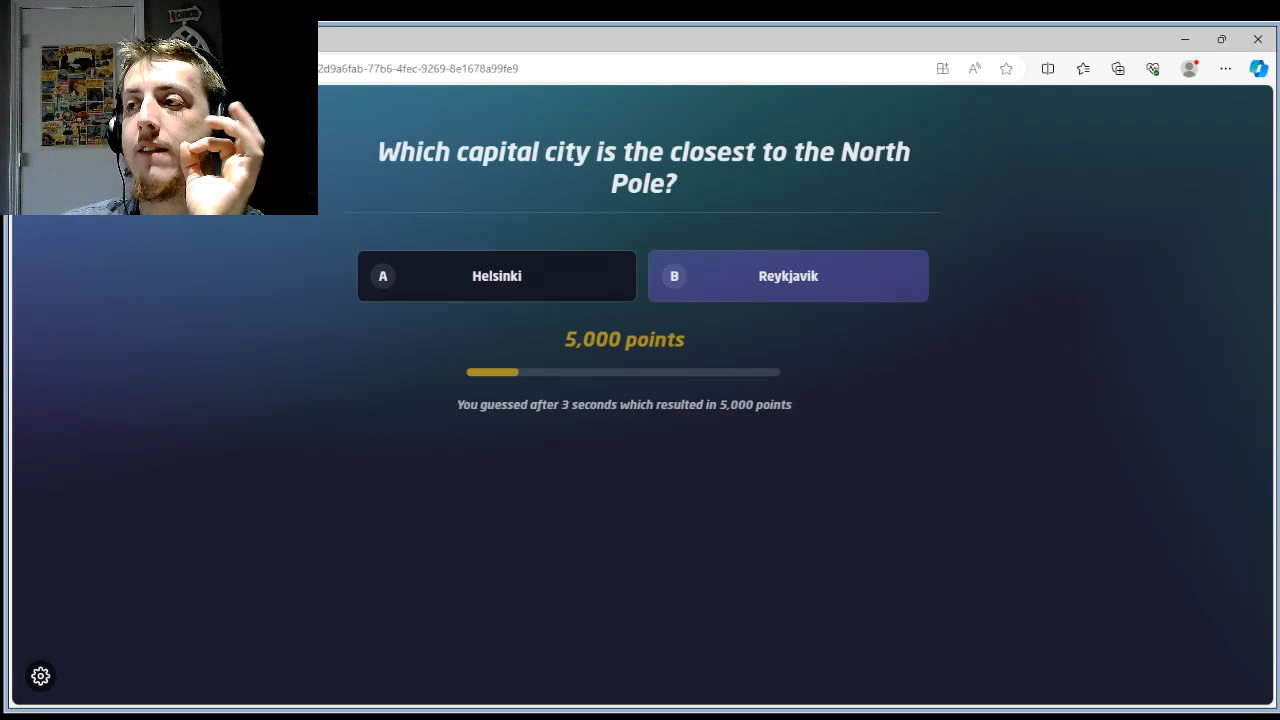 2d9a6fab-77b6-4fec-9269-8e1678a99fe9
Which capital city is the closest to the North
Pole?
A Helsinki
B Reykjavik
5,000 points
You guessed after 3 seconds which resulted in 5,000 points